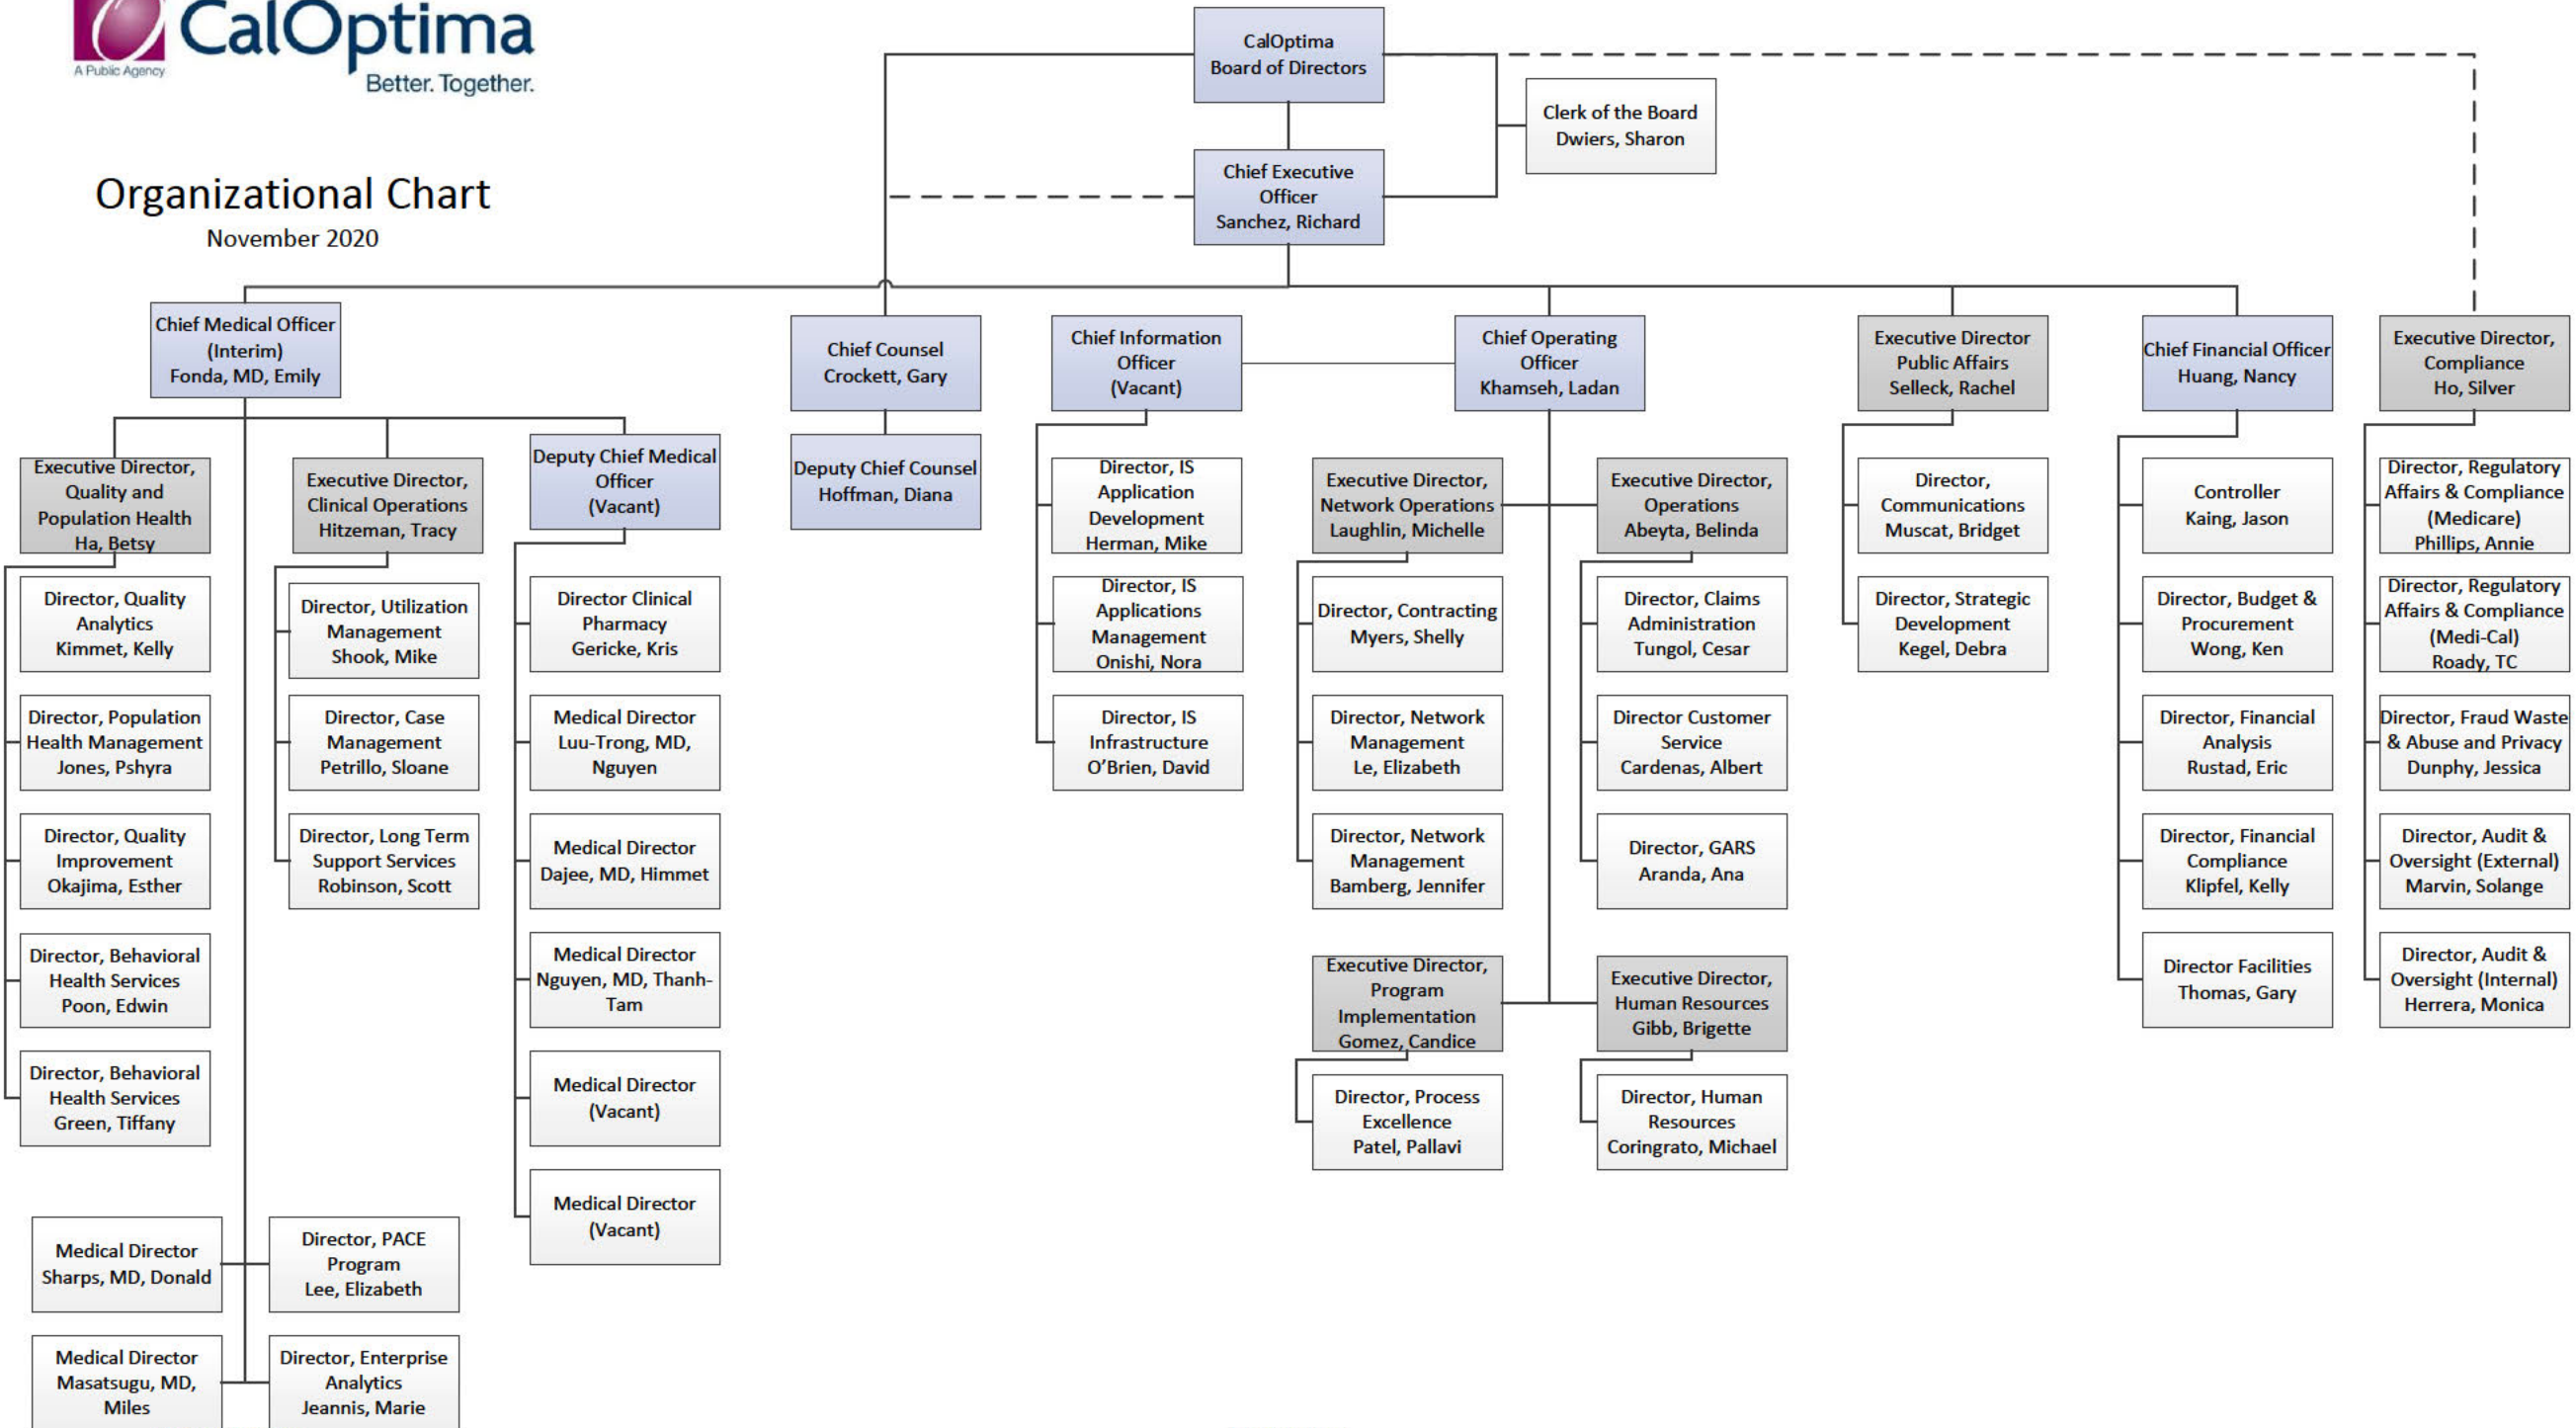 CalOptima
A Public Agency
Better. Together.
Organizational Chart
November 2020
CalOptima
Board of Directors
Clerk of the Board
Dwiers, Sharon
Chief Executive
Officer
Sanchez, Richard
Chief Medical Officer
(Interim)
Fonda, MD, Emily
Chief Counsel
Crockett, Gary
Chief Information
Officer
(Vacant)
Chief Operating
Officer
Khamseh, Ladan
Executive Director
Public Affairs
Selleck, Rachel
Chief Financial Officer
Huang, Nancy
Executive Director,
Compliance
Ho, Silver
Executive Director,
Quality and
Population Health
Ha, Betsy
Director, Quality
Analytics
Kimmet, Kelly
Director, Population
Health Management
Jones, Pshyra
Director, Quality
Improvement
Okajima, Esther
Director, Behavioral
Health Services
Poon, Edwin
Director, Behavioral
Health Services
Green, Tiffany
Executive Director,
Clinical Operations
Hitzeman, Tracy
Director, Utilization
Management
Shook, Mike
Director, Case
Management
Petrillo, Sloane
Director, Long Term
Support Services
Robinson, Scott
Deputy Chief Medical
Officer
(Vacant)
Director Clinical
Pharmacy
Gericke, Kris
Medical Director
Luu-Trong, MD,
Nguyen
Medical Director
Dajee, MD, Himmet
Medical Director
Nguyen, MD, Thanh-
Tam
Medical Director
(Vacant)
Medical Director
(Vacant)
Medical Director
Sharps, MD, Donald
Director, PACE
Program
Lee, Elizabeth
Medical Director
Masatsugu, MD,
Miles
Director, Enterprise
Analytics
Jeannis, Marie
Deputy Chief Counsel
Hoffman, Diana
Director, IS
Application
Development
Herman, Mike
Director, IS
Applications
Management
Onishi, Nora
Director, IS
Infrastructure
O'Brien, David
Executive Director,
Network Operations
Laughlin, Michelle
Director, Contracting
Myers, Shelly
Director, Network
Management
Le, Elizabeth
Director, Network
Management
Bamberg, Jennifer
Executive Director,
Operations
Abeyta, Belinda
Director, Claims
Administration
Tungol, Cesar
Director Customer
Service
Cardenas, Albert
Director, GARS
Aranda, Ana
Executive Director,
Program
Implementation
Gomez, Candice
Director, Process
Excellence
Patel, Pallavi
Executive Director,
Human Resources
Gibb, Brigette
Director, Human
Resources
Coringrato, Michael
Director,
Communications
Muscat, Bridget
Director, Strategic
Development
Kegel, Debra
Controller
Kaing, Jason
Director, Budget &
Procurement
Wong, Ken
Director, Financial
Analysis
Rustad, Eric
Director, Financial
Compliance
Klipfel, Kelly
Director Facilities
Thomas, Gary
Director, Regulatory
Affairs & Compliance
(Medicare)
Phillips, Annie
Director, Regulatory
Affairs & Compliance
(Medi-Cal)
Roady, TC
Director, Fraud Waste
& Abuse and Privacy
Dunphy, Jessica
Director, Audit &
Oversight (External)
Marvin, Solange
Director, Audit &
Oversight (Internal)
Herrera, Monica